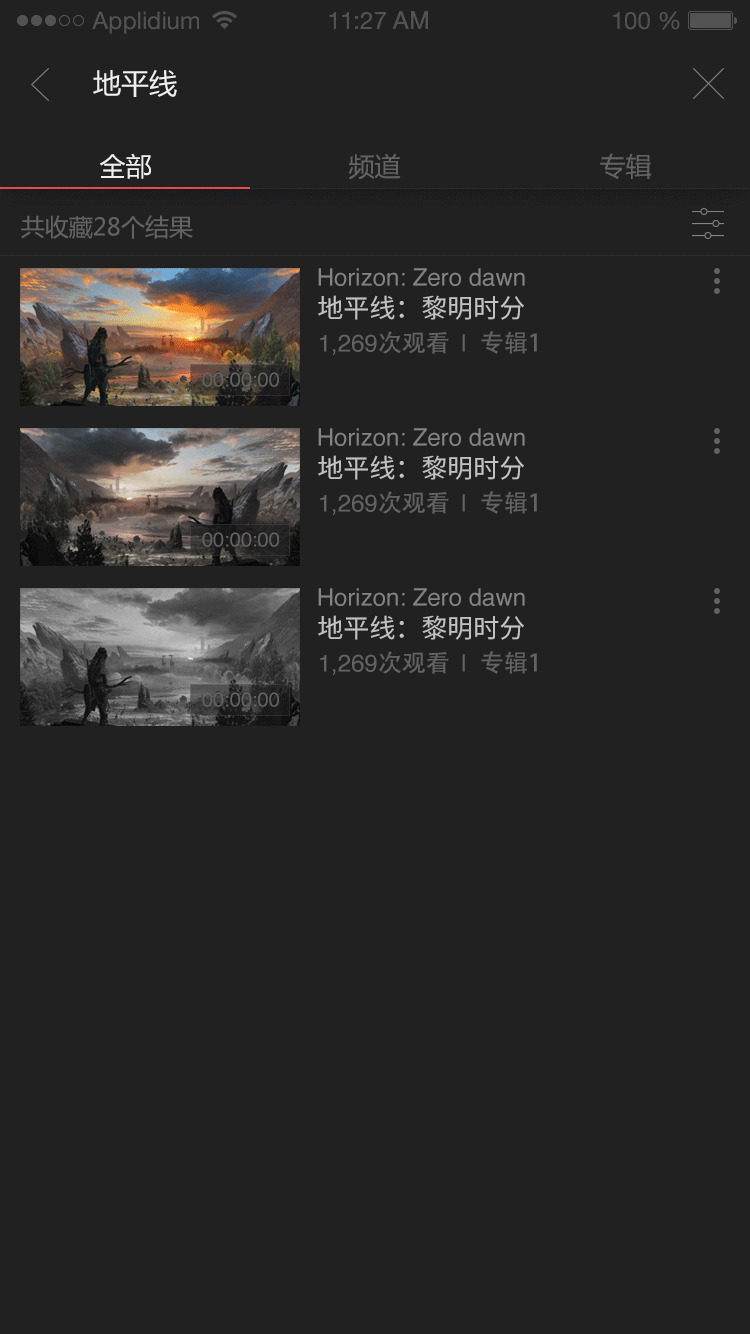 Applidium 11:27 AM 100 %
地平线
全部 频道 专辑
共收藏28个结果
Horizon: Zero dawn
地平线：黎明时分
1,269次观看 | 专辑1
00:00:00
Horizon: Zero dawn
地平线：黎明时分
1,269次观看 | 专辑1
00:00:00
Horizon: Zero dawn
地平线：黎明时分
1,269次观看 | 专辑1
00:00:00